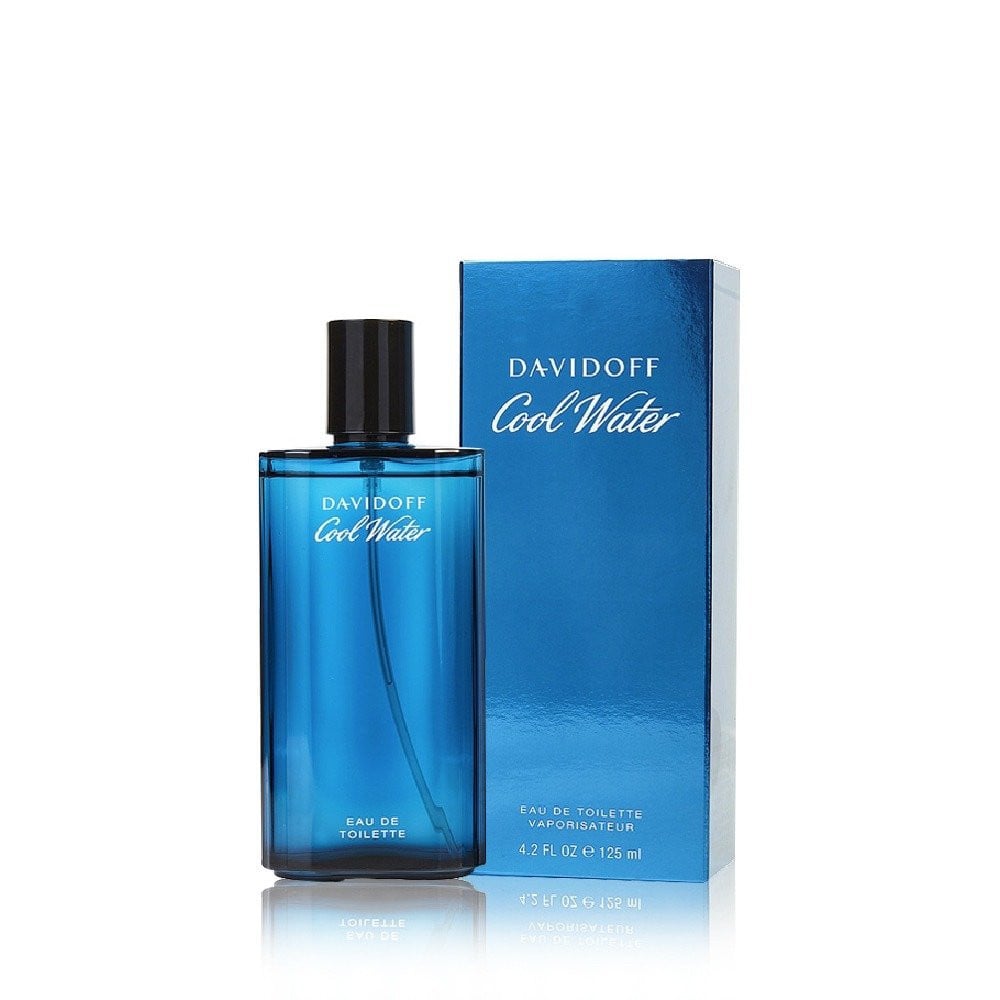 DAVIDOFF
Cool Water
EAU DE
TOILETTE
DAVIDOFF
Cool Water
EAU DE TOILETTE
VAPORISATEUR
4.2 FL OZ ℮ 125 ml